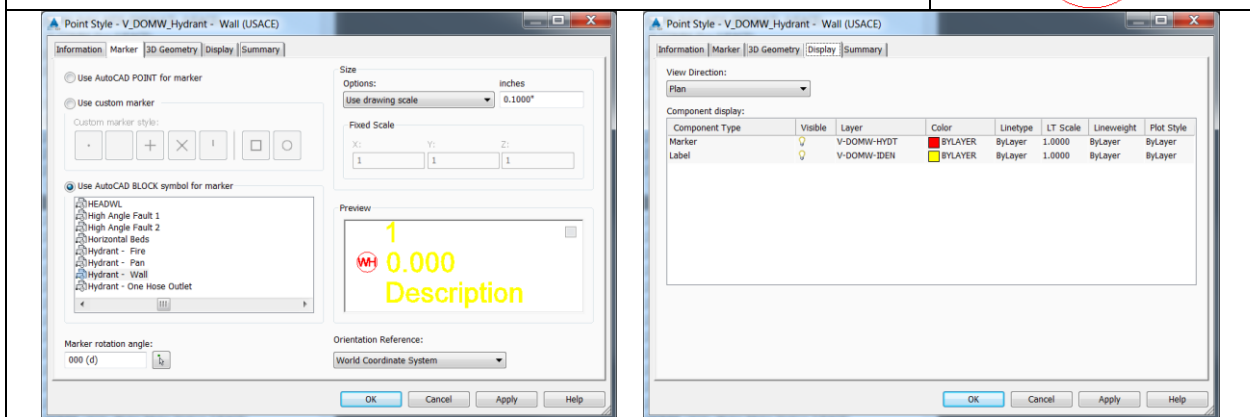 Point Style - V_DOMW_Hydrant - Wall (USACE)
Information Marker 3D Geometry Display Summary
Use AutoCAD POINT for marker
Use custom marker
Custom marker style:
Use AutoCAD BLOCK symbol for marker
HEADWL
High Angle Fault 1
High Angle Fault 2
Horizontal Beds
Hydrant - Fire
Hydrant - Pan
Hydrant - Wall
Hydrant - One Hose Outlet
Marker rotation angle:
000 (d)
Size
Options: inches
Use drawing scale 0.1000"
Fixed Scale
X: Y: Z:
1 1 1
Preview
1
WH 0.000
Description
Orientation Reference:
World Coordinate System
OK Cancel Apply Help
Point Style - V_DOMW_Hydrant - Wall (USACE)
Information Marker 3D Geometry Display Summary
View Direction:
Plan
Component display:
Component Type Visible Layer Color Linetype LT Scale Lineweight Plot Style
Marker V-DOMW-HYDT BYLAYER ByLayer 1.0000 ByLayer ByLayer
Label V-DOMW-IDEN BYLAYER ByLayer 1.0000 ByLayer ByLayer
OK Cancel Apply Help